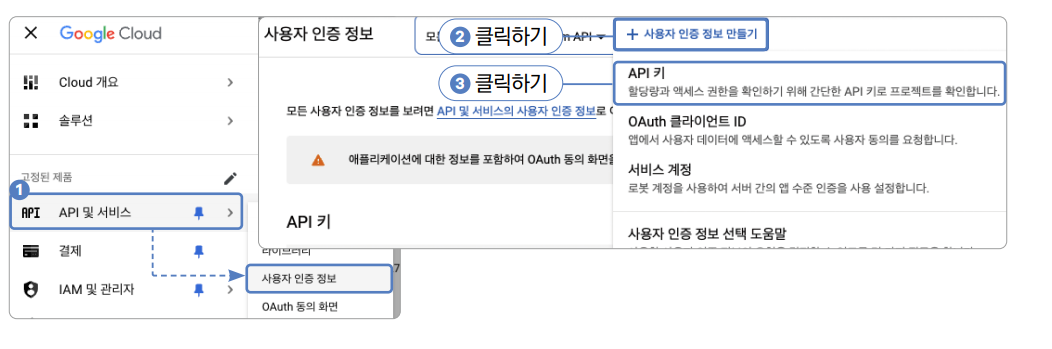 Google Cloud
Cloud 개요
솔루션
고정된 제품
1
API API 및 서비스
결제
IAM 및 관리자
라이브러리
사용자 인증 정보
OAuth 동의 화면
7
사용자 인증 정보
2 클릭하기
API
+ 사용자 인증 정보 만들기
3 클릭하기
모든 사용자 인증 정보를 보려면 API 및 서비스의 사용자 인증 정보로
애플리케이션에 대한 정보를 포함하여 OAuth 동의 화면을
API 키
API 키
할당량과 액세스 권한을 확인하기 위해 간단한 API 키로 프로젝트를 확인합니다.
OAuth 클라이언트 ID
앱에서 사용자 데이터에 액세스할 수 있도록 사용자 동의를 요청합니다.
서비스 계정
로봇 계정을 사용하여 서버 간의 앱 수준 인증을 사용 설정합니다.
사용자 인증 정보 선택 도움말